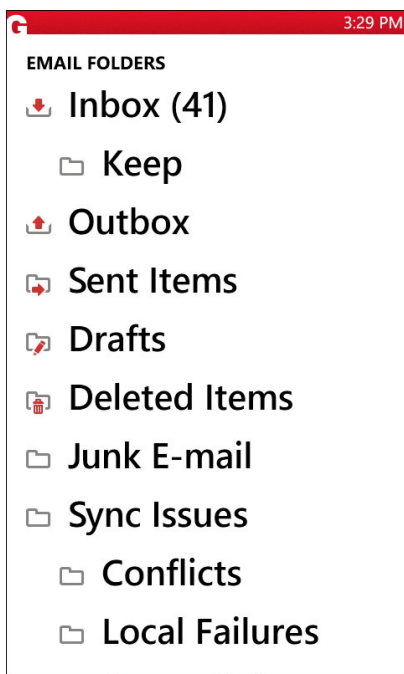 G 3:29 PM
EMAIL FOLDERS
Inbox (41)
Keep
Outbox
Sent Items
Drafts
Deleted Items
Junk E-mail
Sync Issues
Conflicts
Local Failures